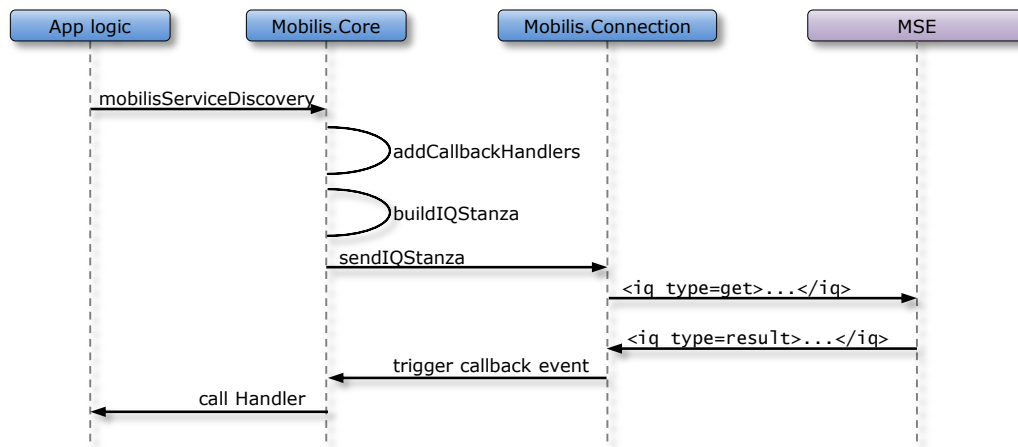 App logic
Mobilis.Core
Mobilis.Connection
MSE
mobilisServiceDiscovery
addCallbackHandlers
buildIQStanza
sendIQStanza
<iq type=get>...</iq>
<iq type=result>...</iq>
trigger callback event
call Handler